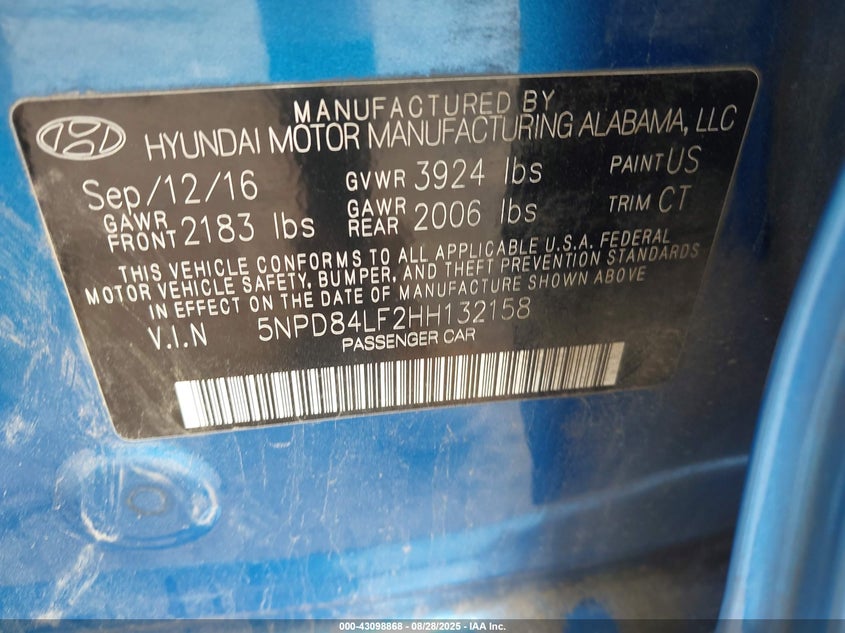 MANUFACTURED BY
HYUNDAI MOTOR MANUFACTURING ALABAMA, LLC
Sep/12/16 GVWR 3924 lbs PAINT US
GAWR FRONT 2183 lbs GAWR REAR 2006 lbs TRIM CT
THIS VEHICLE CONFORMS TO ALL APPLICABLE U.S.A. FEDERAL
MOTOR VEHICLE SAFETY, BUMPER, AND THEFT PREVENTION STANDARDS
IN EFFECT ON THE DATE OF MANUFACTURE SHOWN ABOVE
V.I.N 5NPD84LF2HH132158
PASSENGER CAR
000-43098868 - 08/28/2025 - IAA Inc.